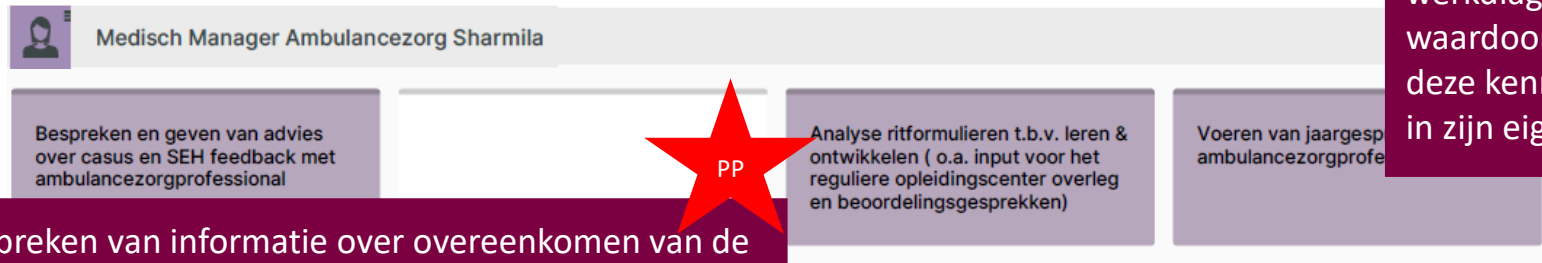 Medisch Manager Ambulancezorg Sharmila
Bespreken en geven van advies
over casus en SEH feedback met
ambulancezorgprofessional
PP
Analyse ritformulieren t.b.v. leren &
ontwikkelen ( o.a. input voor het
reguliere opleidingscenter overleg
en beoordelingsgesprekken)
Voeren van jaargesp
ambulancezorgprofe
waardoor
deze ken
in zijn eig
preken van informatie over overeenkomen van de